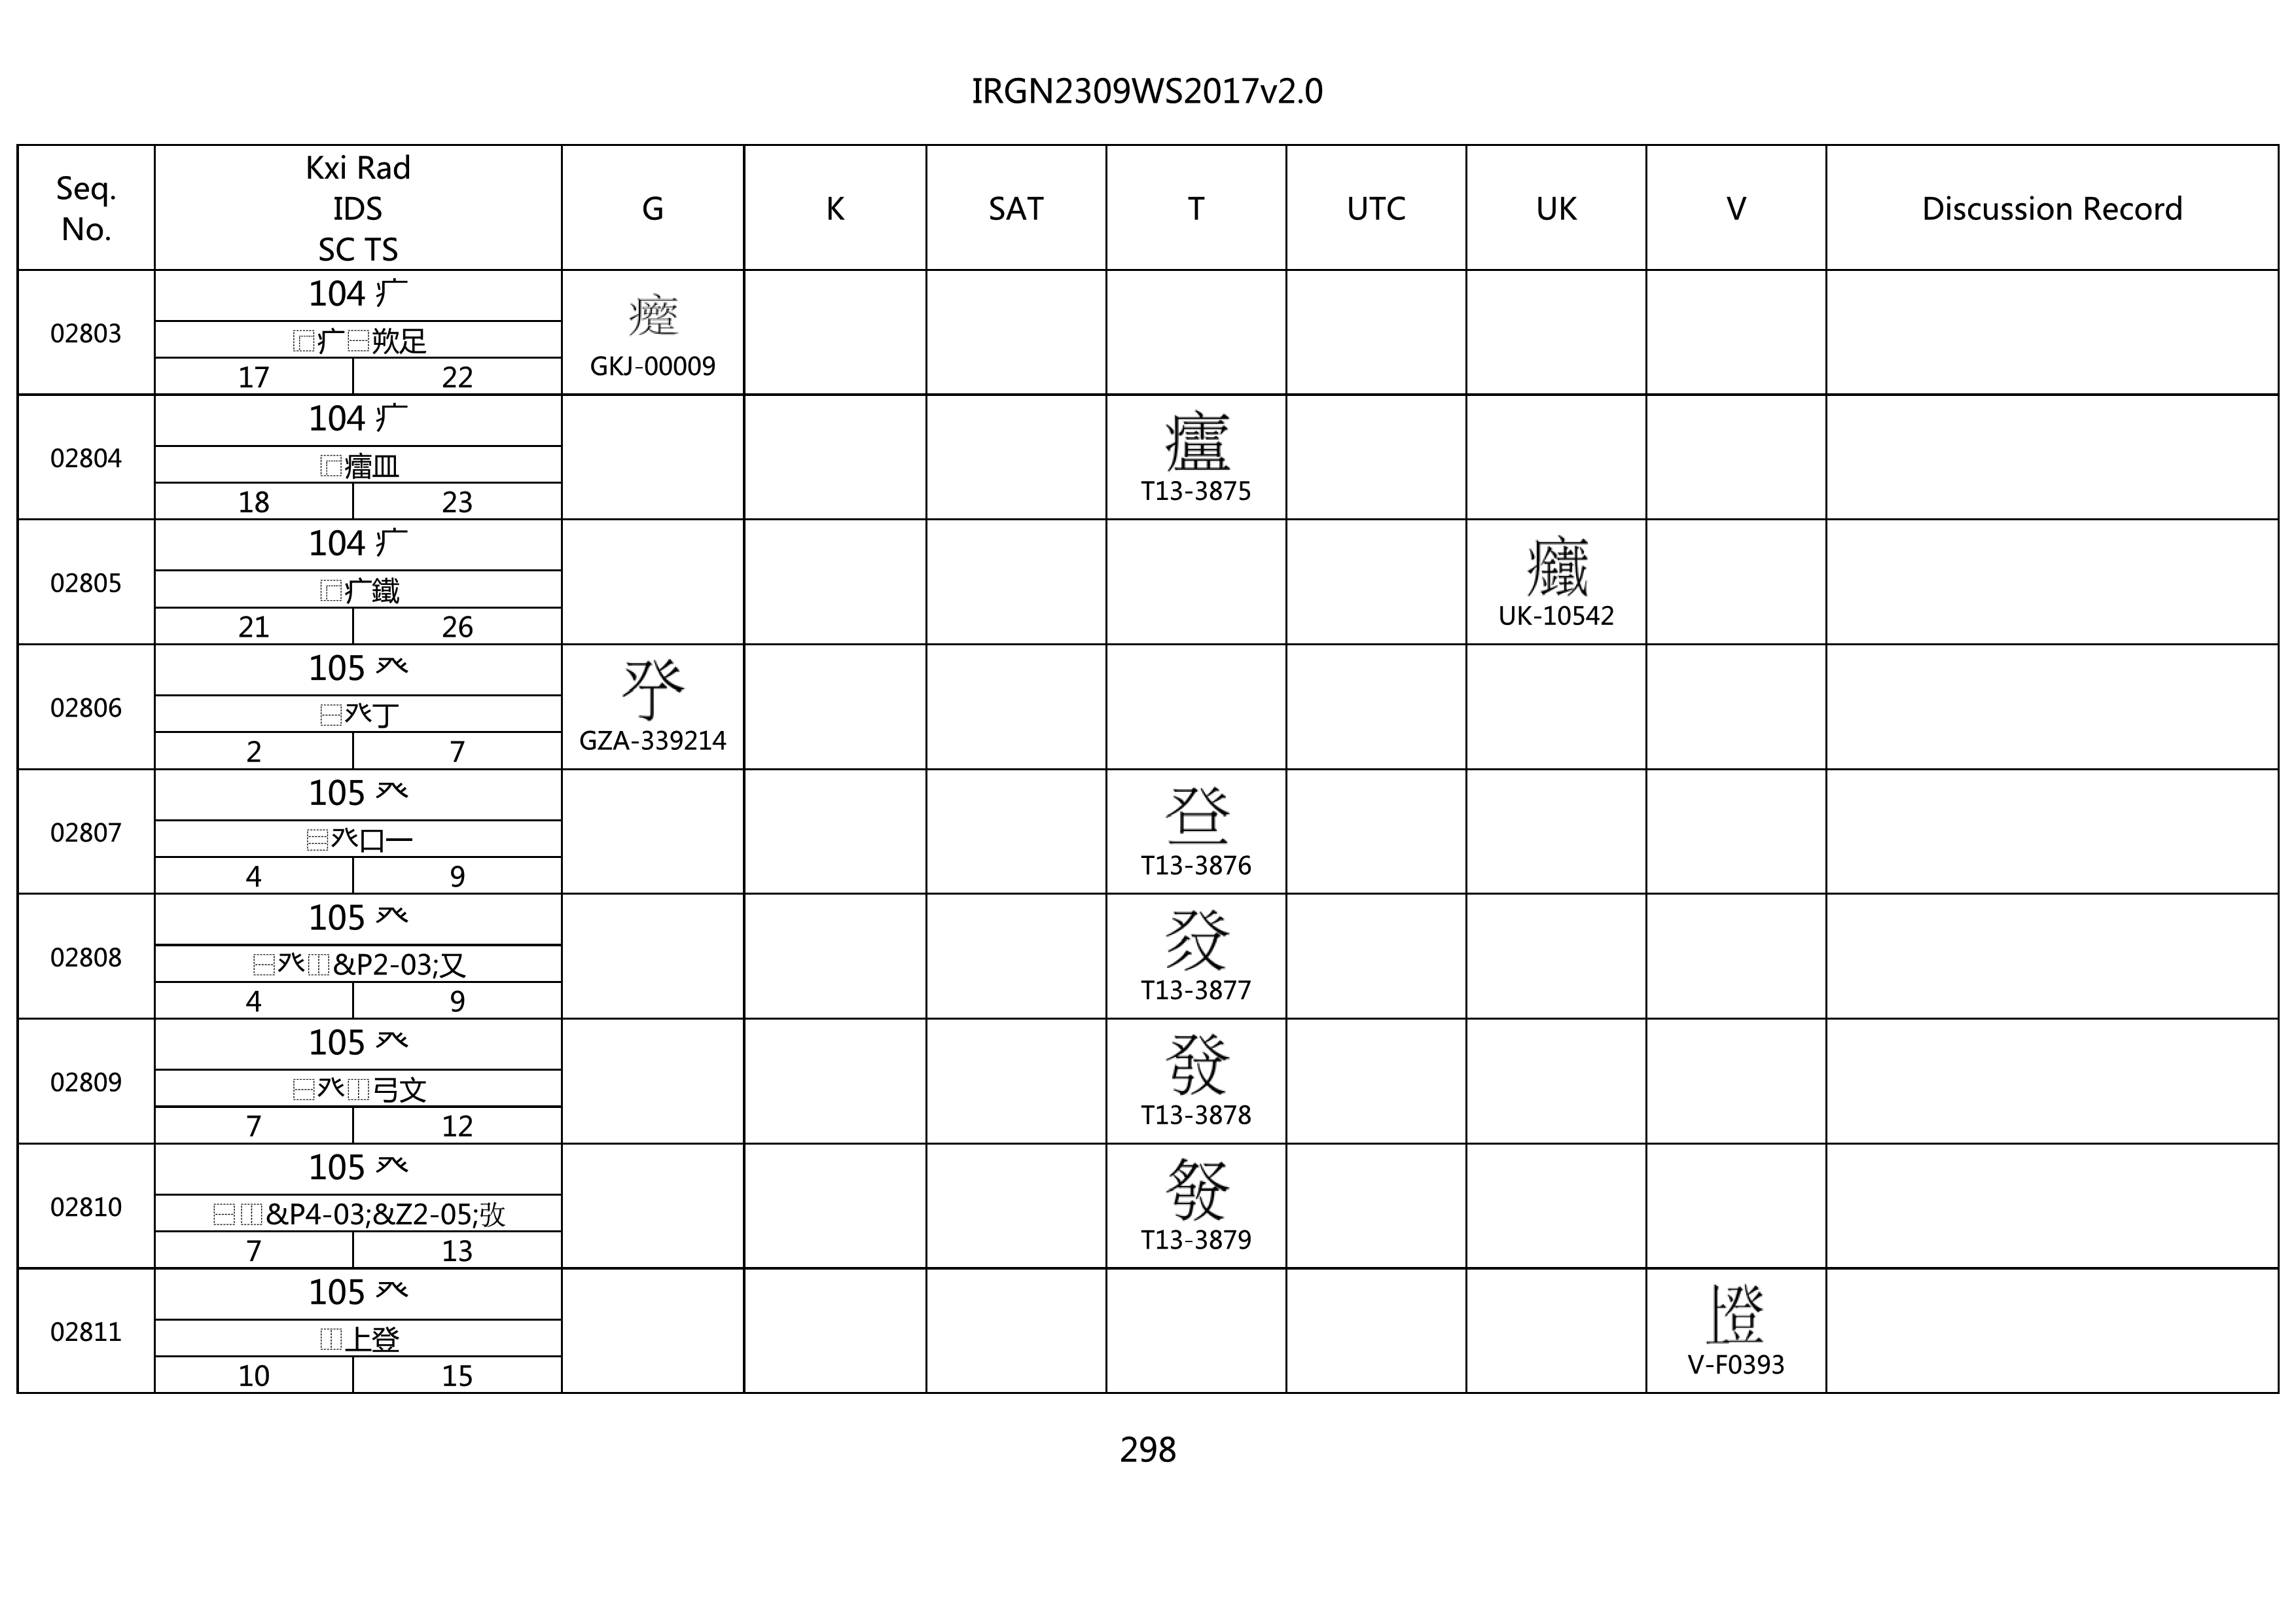 IRGN2309WS2017v2.0
Seq. No. Kxi Rad IDS SC TS G K SAT T UTC UK V Discussion Record
02803
104 疒
⿸疒⿱欮足
17 22
GKJ-00009
02804
104 疒
⿸癗皿
18 23
T13-3875
02805
104 疒
⿸疒鐵
21 26
UK-10542
02806
105 癶
⿱癶丁
2 7
GZA-339214
02807
105 癶
⿳癶口一
4 9
T13-3876
02808
105 癶
⿱癶⿰&P2-03;又
4 9
T13-3877
02809
105 癶
⿱癶⿰弓文
7 12
T13-3878
02810
105 癶
⿱⿰&P4-03;&Z2-05;㢭
7 13
T13-3879
02811
105 癶
⿰上登
10 15
V-F0393
298